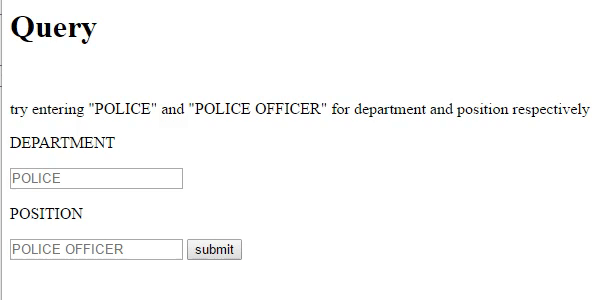 Query
try entering "POLICE" and "POLICE OFFICER" for department and position respectively
DEPARTMENT
POLICE
POSITION
POLICE OFFICER submit